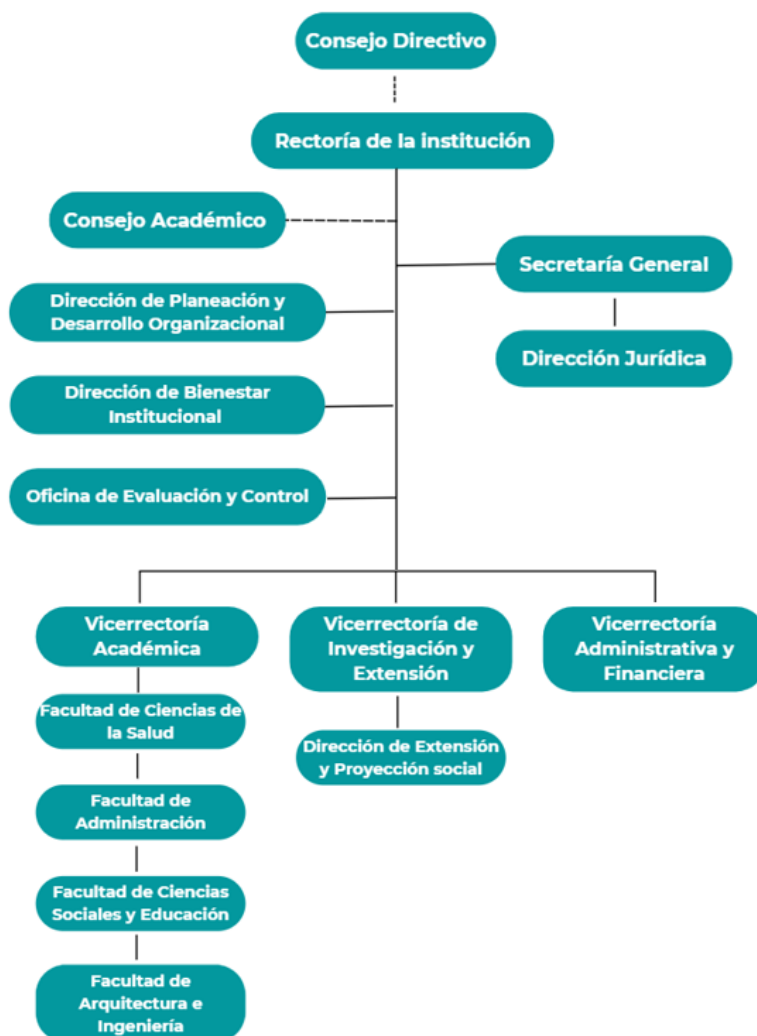 Consejo Directivo
Rectoría de la institución
Consejo Académico
Secretaría General
Dirección de Planeación y
Desarrollo Organizacional
Dirección Jurídica
Dirección de Bienestar
Institucional
Oficina de Evaluación y Control
Vicerrectoría
Académica
Vicerrectoría de
Investigación y
Extensión
Vicerrectoría
Administrativa y
Financiera
Facultad de Ciencias de
la Salud
Dirección de Extensión
y Proyección social
Facultad de
Administración
Facultad de Ciencias
Sociales y Educación
Facultad de
Arquitectura e
Ingeniería